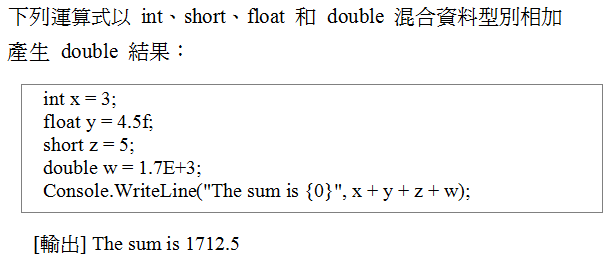 下列運算式以 int、short、float 和 double 混合資料型別相加
產生 double 結果：
int x = 3;
float y = 4.5f;
short z = 5;
double w = 1.7E+3;
Console.WriteLine("The sum is {0}", x + y + z + w);
[輸出] The sum is 1712.5